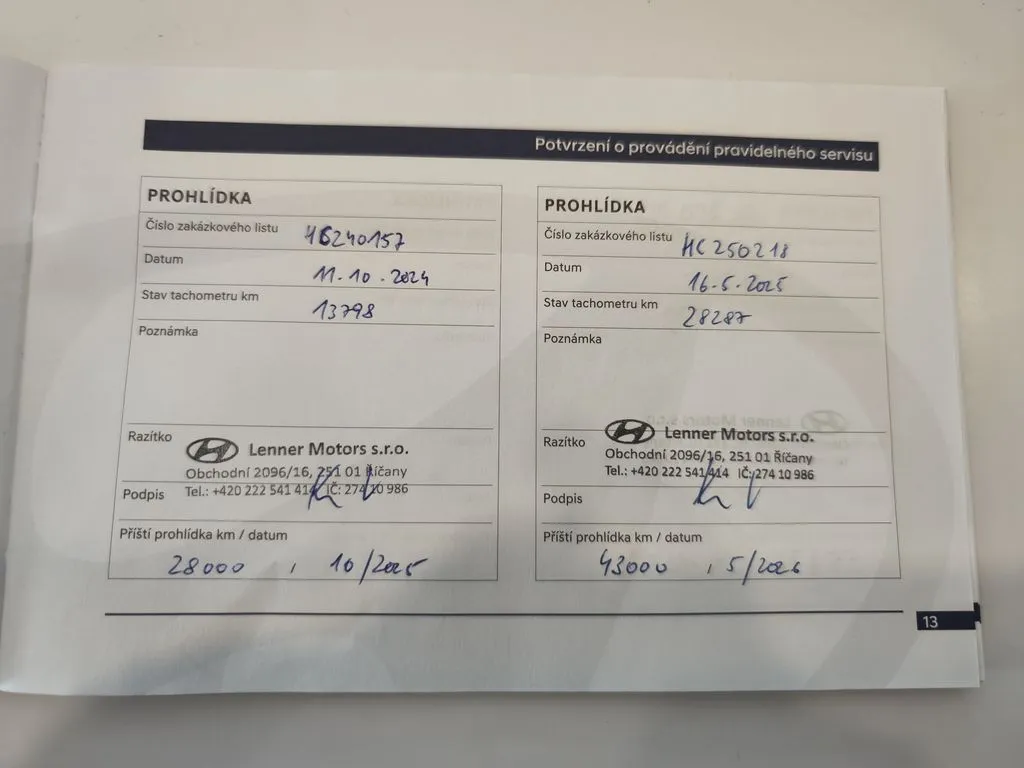 Potvrzení o provádění pravidelného servisu
PROHLÍDKA
Číslo zakázkového listu HC240157
Datum 11.10.2024
Stav tachometru km 13798
Poznámka
Razítko Lenner Motors s.r.o.
Obchodní 2096/16, 251 01 Říčany
Tel.: +420 222 541 414 IČ: 274 10 986
Podpis
Příští prohlídka km / datum
28000 , 10/2025
PROHLÍDKA
Číslo zakázkového listu HC250218
Datum 16.5.2025
Stav tachometru km 28287
Poznámka
Razítko Lenner Motors s.r.o.
Obchodní 2096/16, 251 01 Říčany
Tel.: +420 222 541 414 IČ: 274 10 986
Podpis
Příští prohlídka km / datum
43000 , 5/2026
13